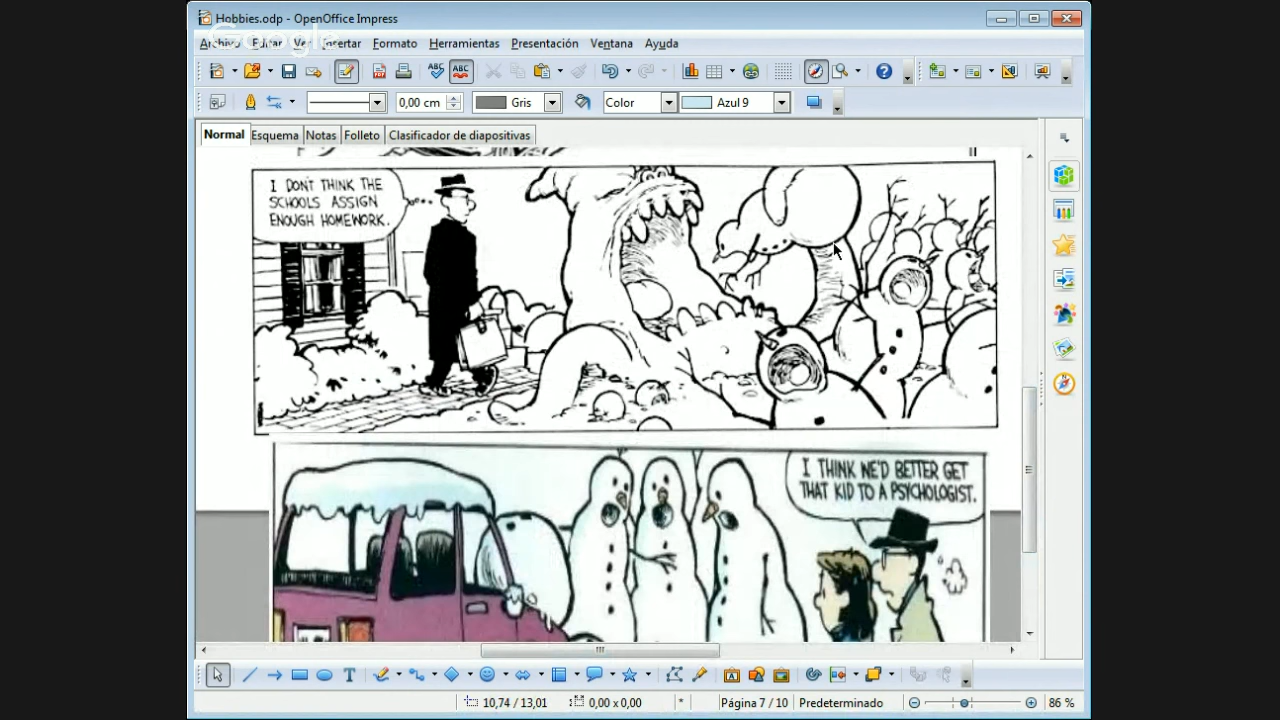 Hobbies.odp - OpenOffice Impress
Google
Archivo Editar Ver Insertar Formato Herramientas Presentación Ventana Ayuda
0,00 cm Gris Color Azul 9
Normal Esquema Notas Folleto Clasificador de diapositivas
I DON'T THINK THE
SCHOOLS ASSIGN
ENOUGH HOMEWORK.
I THINK WE'D BETTER GET
THAT KID TO A PSYCHOLOGIST.
10,74 / 13,01 0,00 x 0,00 * Página 7 / 10 Predeterminado 86 %